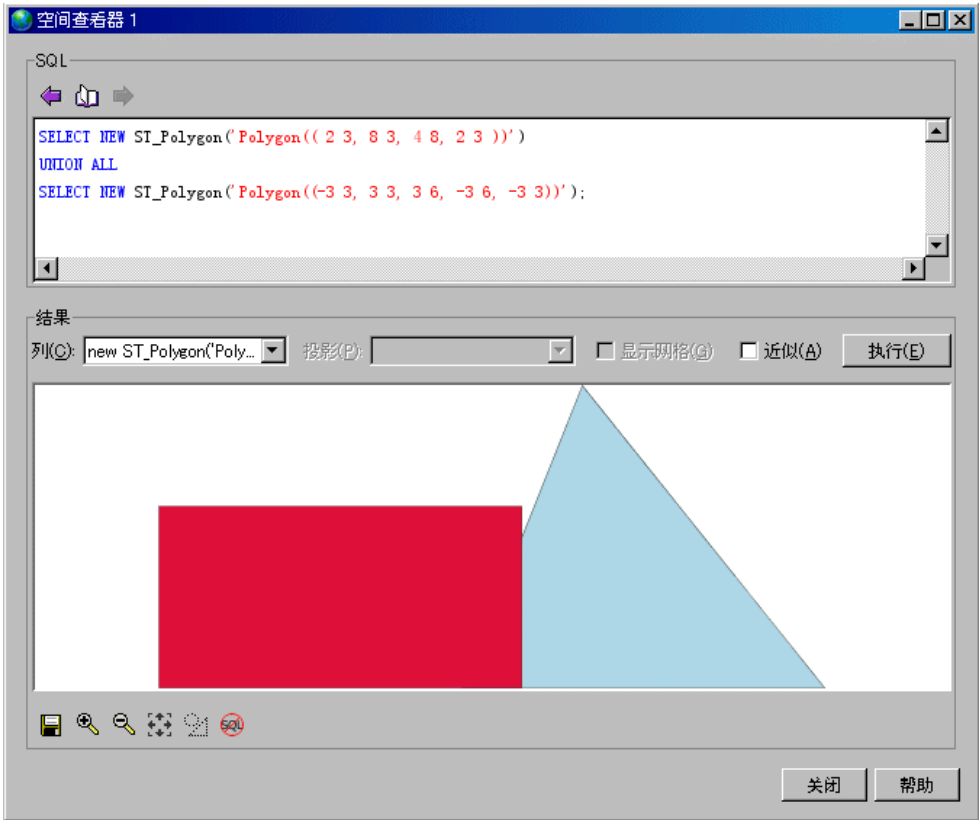 空间查看器 1
SQL
SELECT NEW ST_Polygon('Polygon(( 2 3, 8 3, 4 8, 2 3 ))')
UNION ALL
SELECT NEW ST_Polygon('Polygon((-3 3, 3 3, 3 6, -3 6, -3 3))');
结果
列(C): new ST_Polygon('Poly... 投影(P): 显示网格(G) 近似(A) 执行(E)
SQL
关闭 帮助